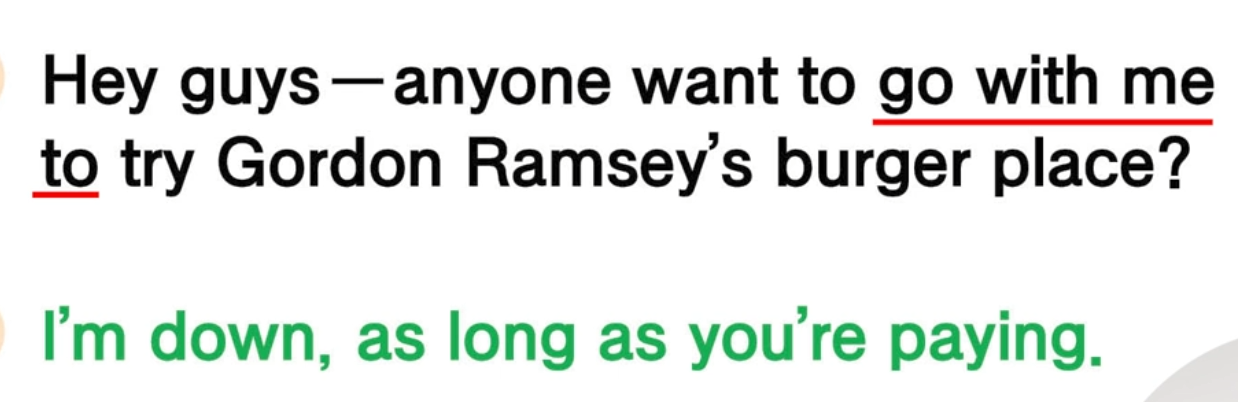 Hey guys—anyone want to go with me
to try Gordon Ramsey's burger place?
I'm down, as long as you're paying.